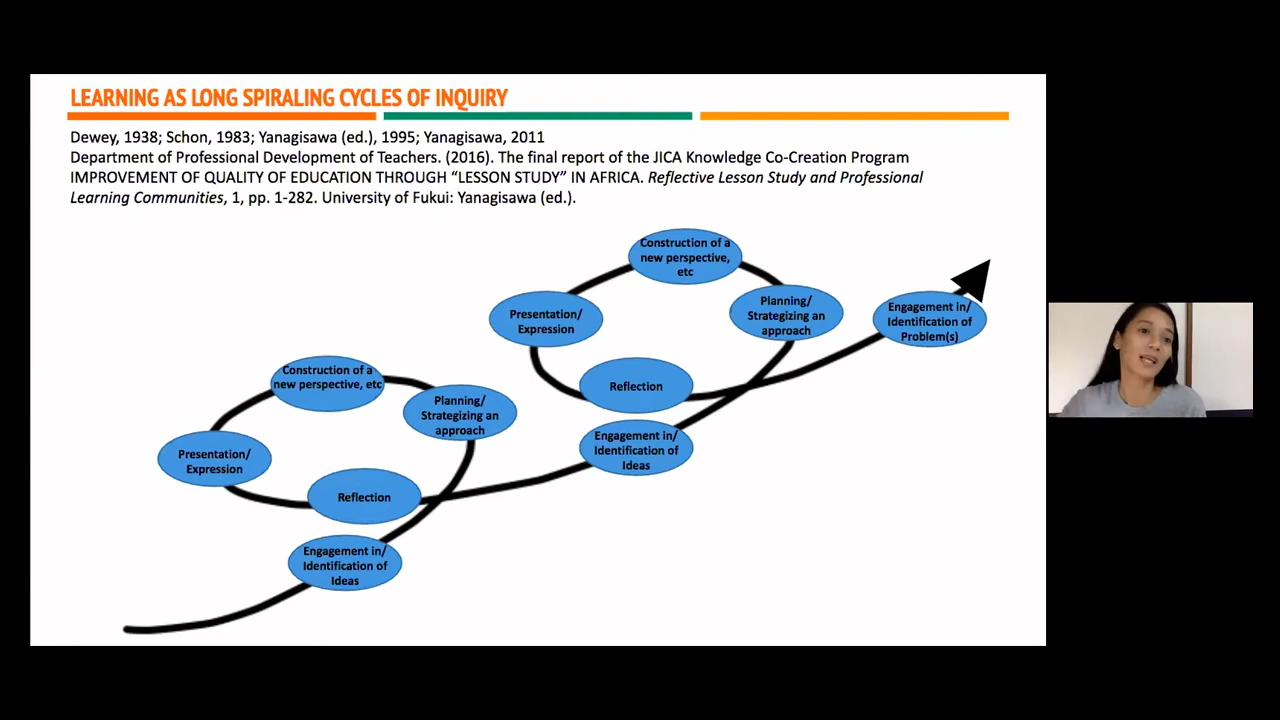 LEARNING AS LONG SPIRALING CYCLES OF INQUIRY
Dewey, 1938; Schon, 1983; Yanagisawa (ed.), 1995; Yanagisawa, 2011
Department of Professional Development of Teachers. (2016). The final report of the JICA Knowledge Co-Creation Program
IMPROVEMENT OF QUALITY OF EDUCATION THROUGH “LESSON STUDY” IN AFRICA. Reflective Lesson Study and Professional
Learning Communities, 1, pp. 1-282. University of Fukui: Yanagisawa (ed.).
Construction of a
new perspective,
etc
Presentation/
Expression
Planning/
Strategizing an
approach
Engagement in/
Identification of
Problem(s)
Reflection
Engagement in/
Identification of
Ideas
Construction of a
new perspective, etc
Planning/
Strategizing an
approach
Presentation/
Expression
Reflection
Engagement in/
Identification of
Ideas